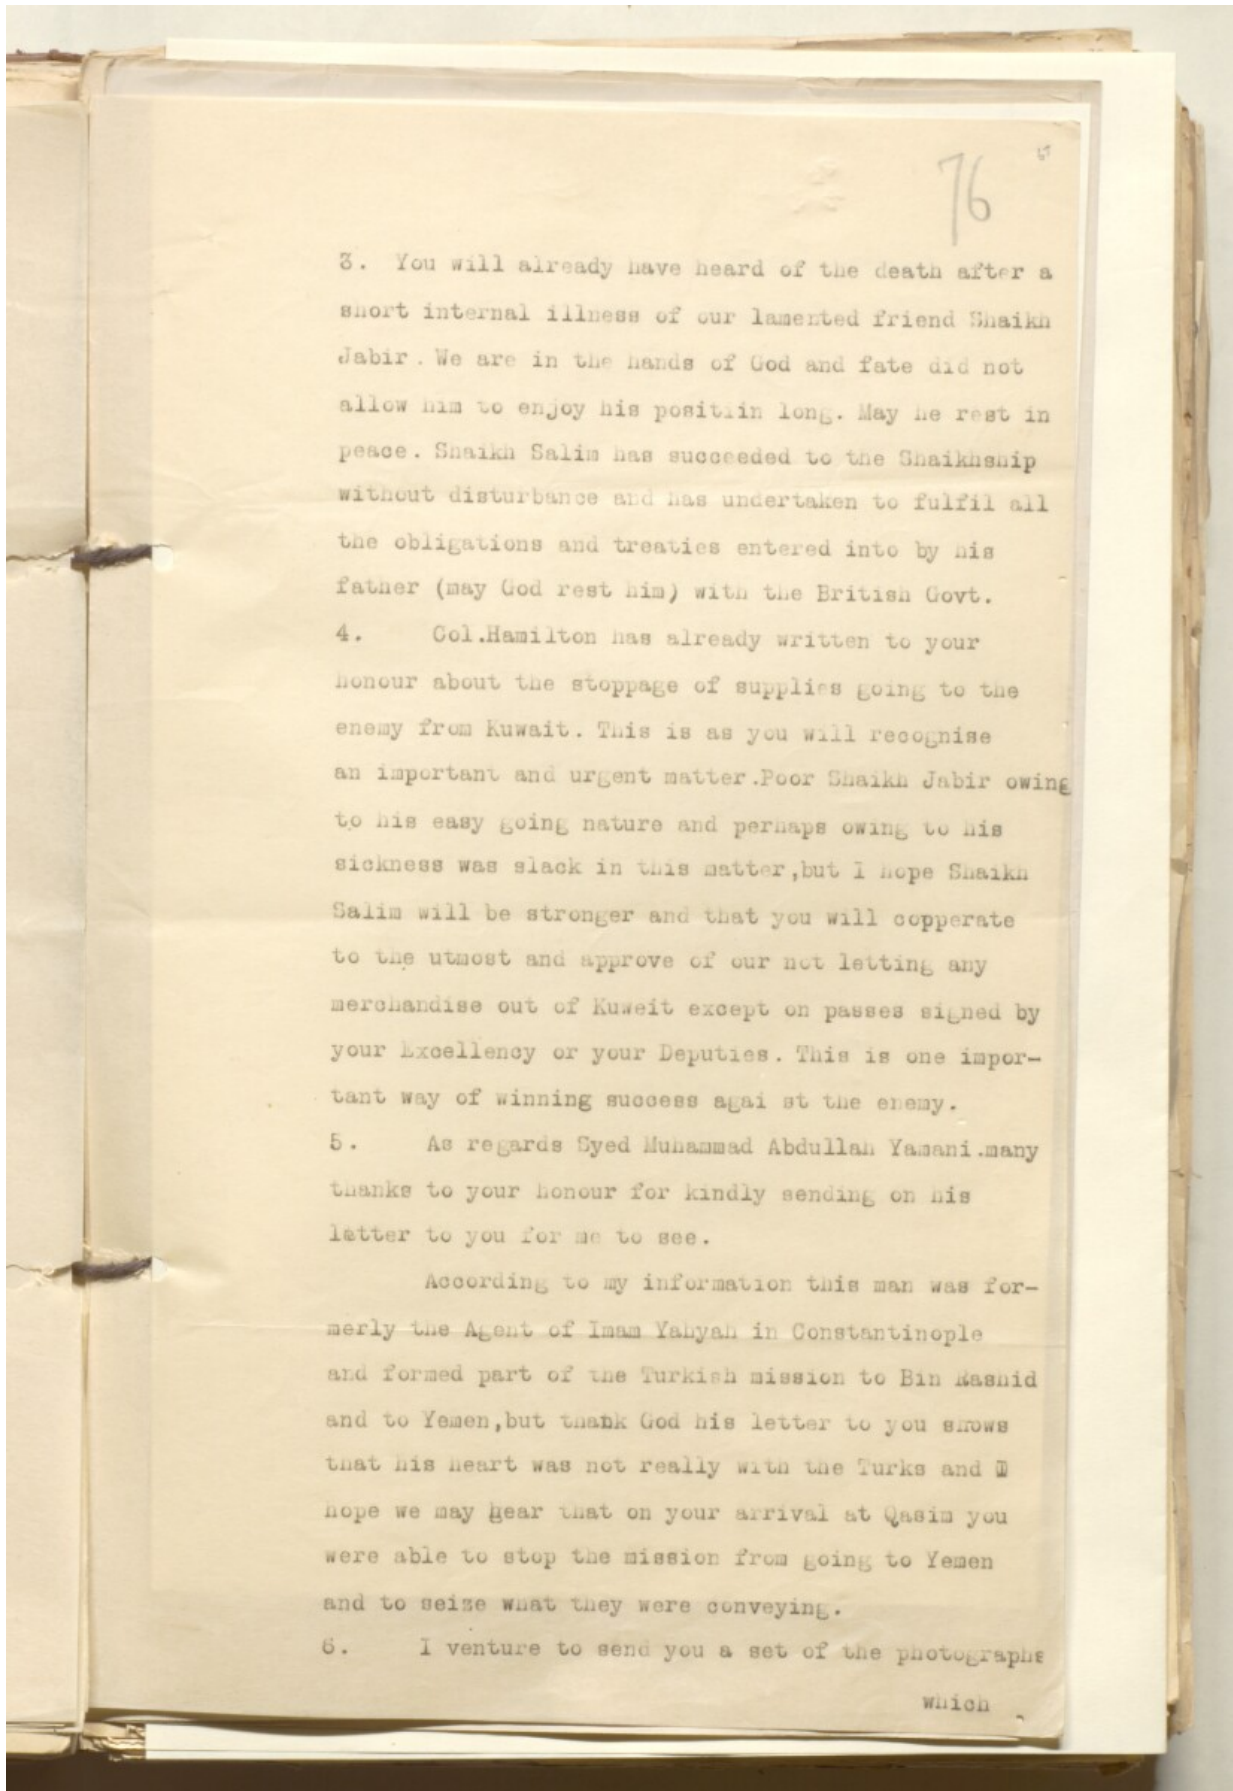 76
3. You will already have heard of the death after a
short internal illness of our lamented friend Shaikh
Jabir. We are in the hands of God and fate did not
allow him to enjoy his positiin long. May he rest in
peace. Shaikh Salim has succeeded to the Shaikhship
without disturbance and has undertaken to fulfil all
the obligations and treaties entered into by his
father (may God rest him) with the British Govt.
4. Col.Hamilton has already written to your
honour about the stoppage of supplies going to the
enemy from Kuwait. This is as you will recognise
an important and urgent matter.Poor Shaikh Jabir owing
to his easy going nature and perhaps owing to his
sickness was slack in this matter,but I hope Shaikh
Salim will be stronger and that you will copperate
to the utmost and approve of our not letting any
merchandise out of Kuweit except on passes signed by
your Excellency or your Deputies. This is one impor-
tant way of winning success agai st the enemy.
5. As regards Syed Muhammad Abdullah Yamani.many
thanks to your honour for kindly sending on his
letter to you for me to see.
According to my information this man was for-
merly the Agent of Imam Yahyah in Constantinople
and formed part of the Turkish mission to Bin Rashid
and to Yemen,but thank God his letter to you shows
that his heart was not really with the Turks and I
hope we may hear that on your arrival at Qasim you
were able to stop the mission from going to Yemen
and to seize what they were conveying.
6. I venture to send you a set of the photographs
which